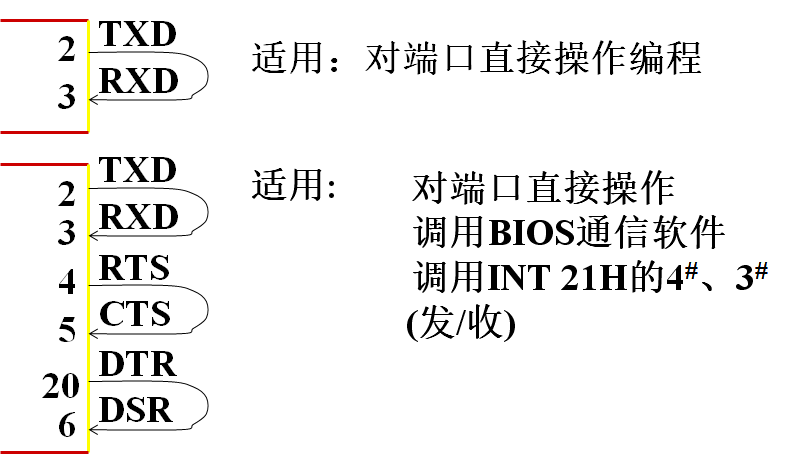 TXD
2
适用：对端口直接操作编程
RXD
3
TXD
2
适用:
对端口直接操作
RXD
3
调用BIOS通信软件
RTS
4
调用INT 21H的4#、3#
CTS
5
(发/收)
DTR
20
DSR
6